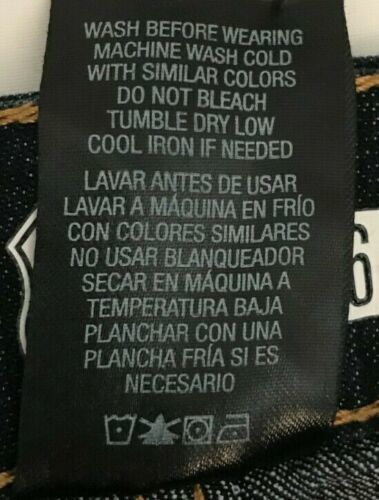 WASH BEFORE WEARING
MACHINE WASH COLD
WITH SIMILAR COLORS
DO NOT BLEACH
TUMBLE DRY LOW
COOL IRON IF NEEDED
LAVAR ANTES DE USAR
LAVAR A MÁQUINA EN FRÍO
CON COLORES SIMILARES
NO USAR BLANQUEADOR
SECAR EN MÁQUINA A
TEMPERATURA BAJA
PLANCHAR CON UNA
PLANCHA FRÍA SI ES
NECESARIO
6